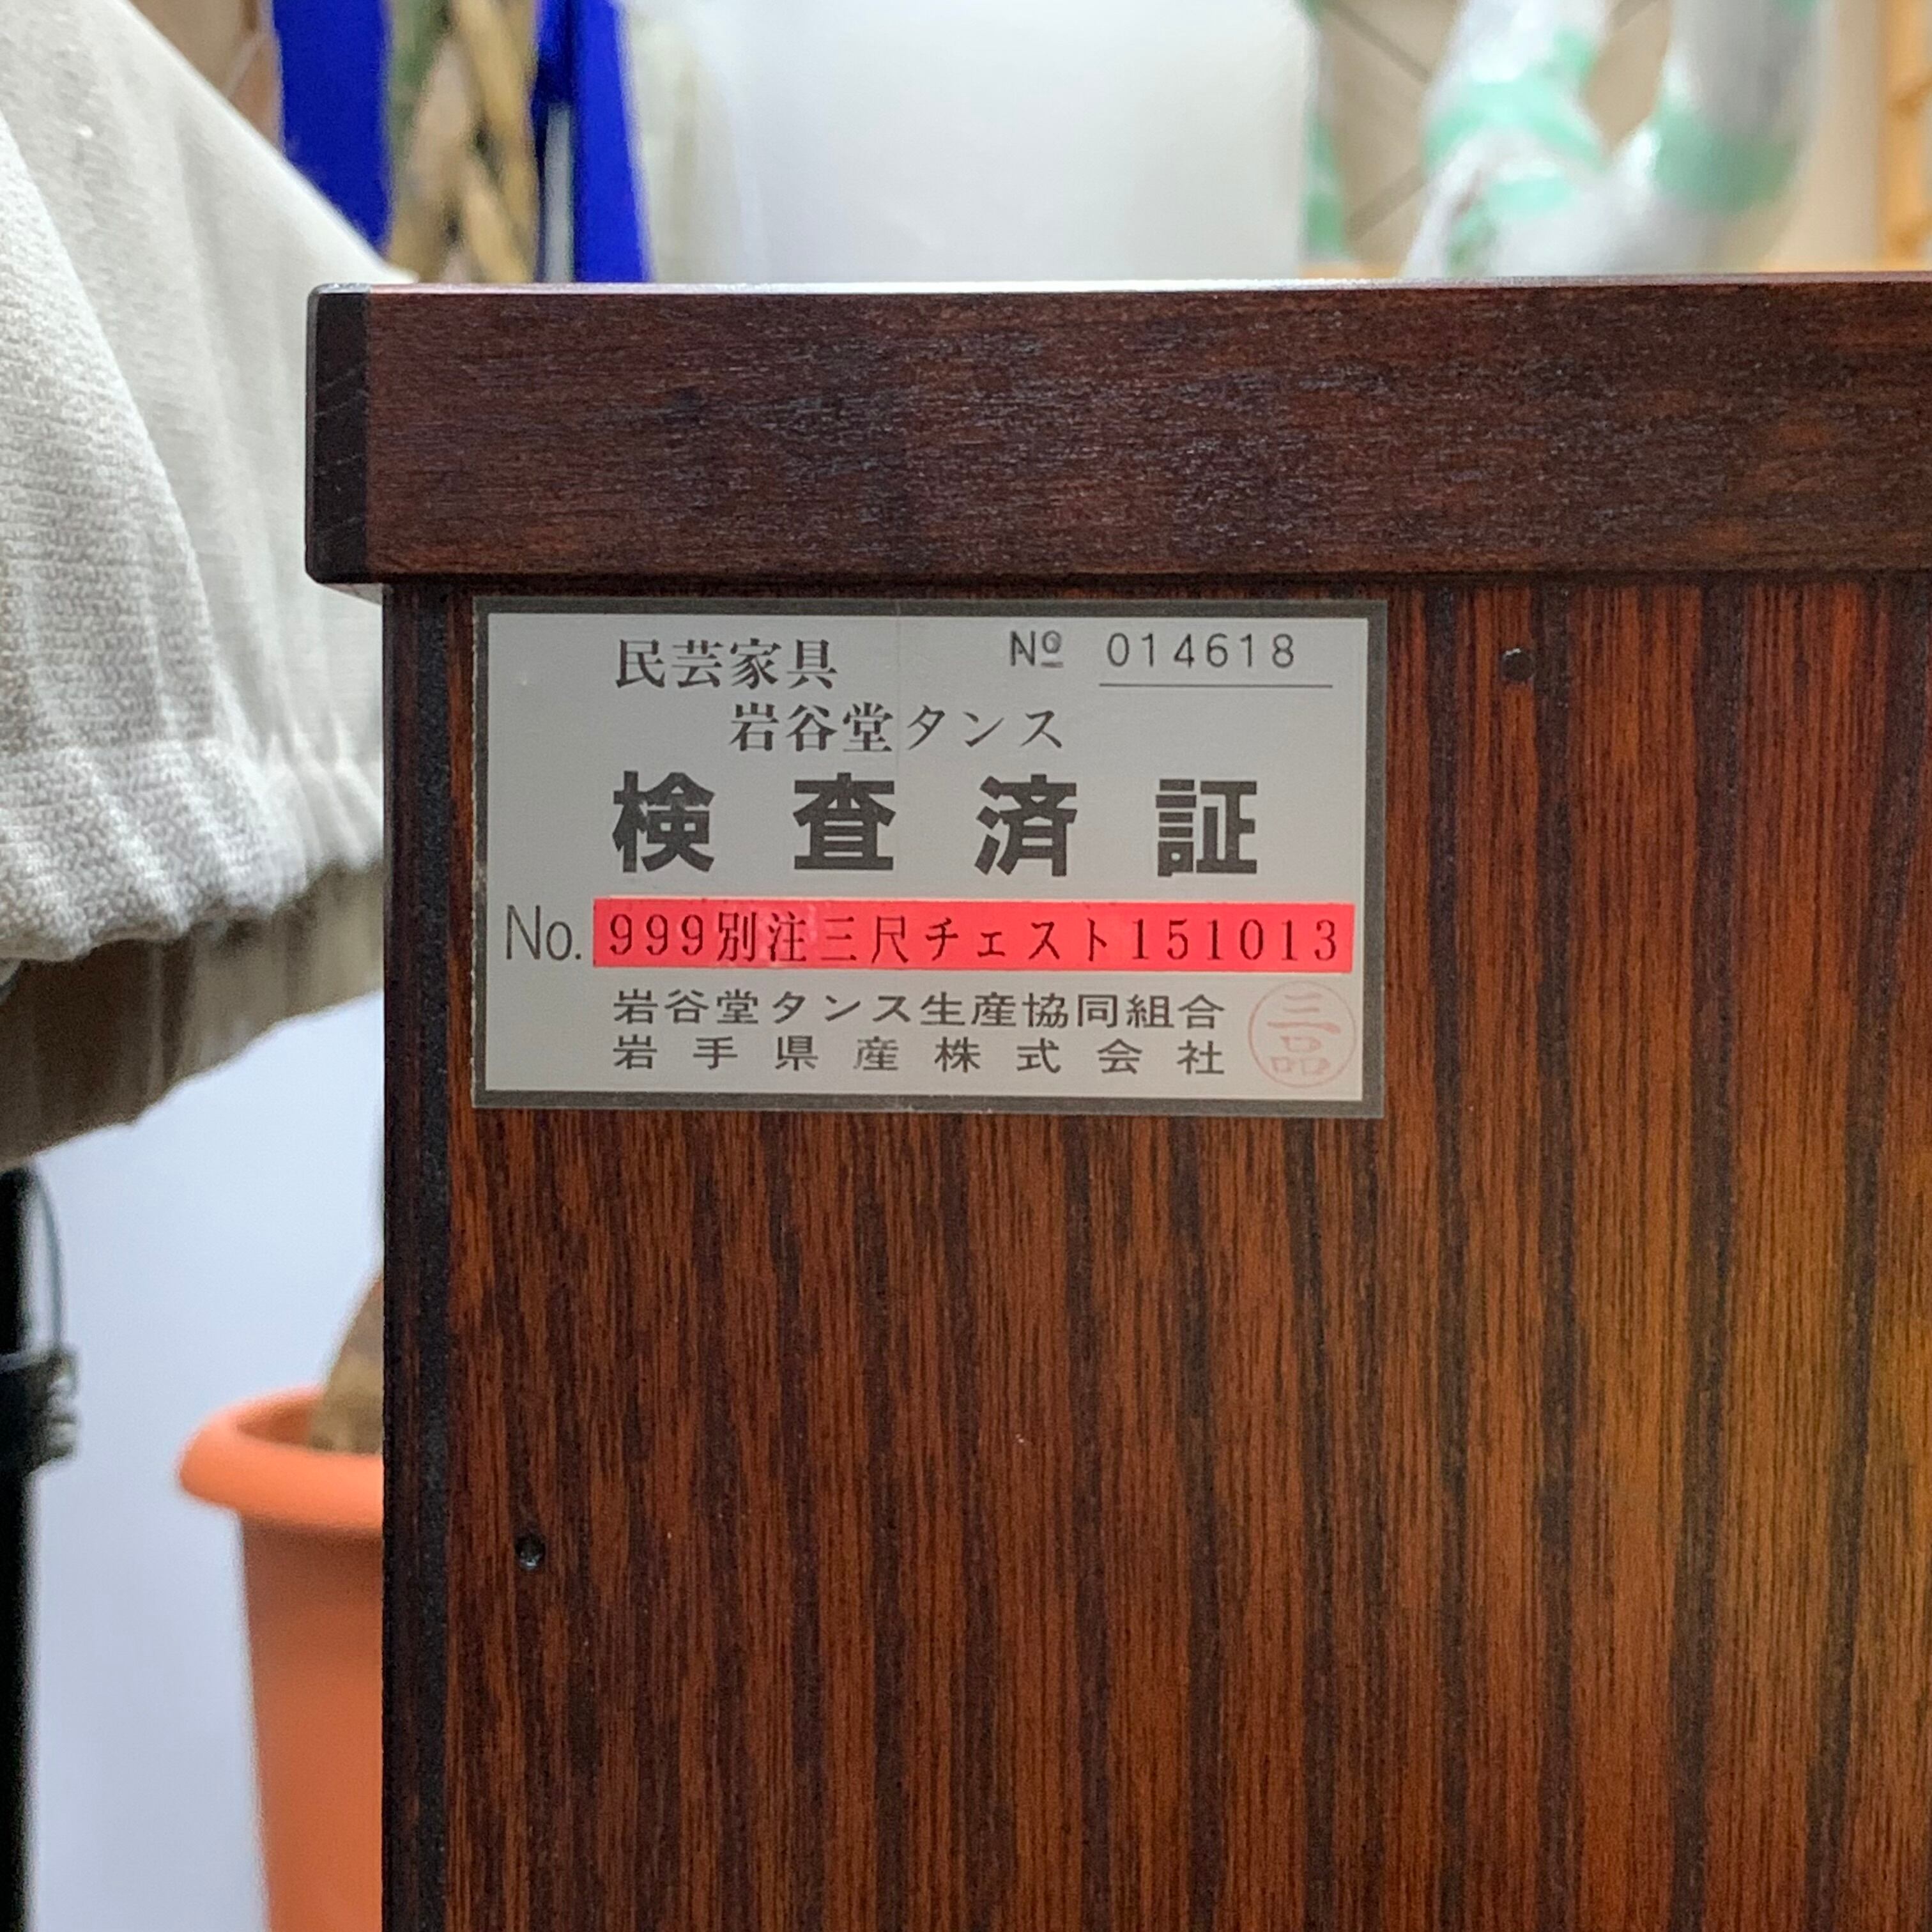 民芸家具 № 014618
岩谷堂タンス
検査済証
No. 999別注三尺チェスト151013
岩谷堂タンス生産協同組合
岩手県産株式会社
三品